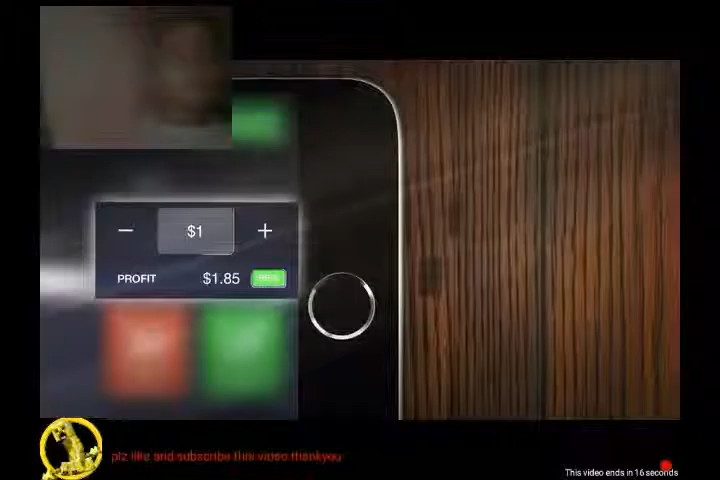 − $1 +
PROFIT $1.85
plz like and subscribe this video thankyou
This video ends in 16 seconds